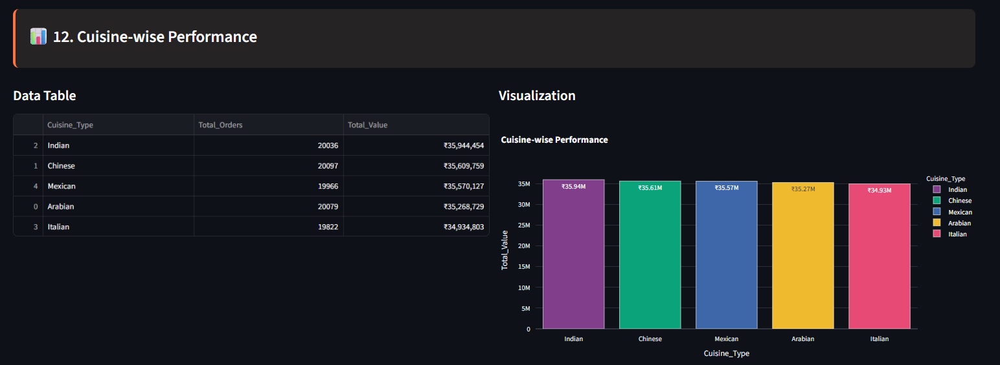 📊 12. Cuisine-wise Performance
Data Table
Cuisine_Type Total_Orders Total_Value
2 Indian 20036 ₹35,944,454
1 Chinese 20097 ₹35,609,759
4 Mexican 19966 ₹35,570,127
0 Arabian 20079 ₹35,268,729
3 Italian 19822 ₹34,934,803
Visualization
Cuisine-wise Performance
Total_Value
35M
30M
25M
20M
15M
10M
5M
0
₹35.94M ₹35.61M ₹35.57M ₹35.27M ₹34.93M
Indian Chinese Mexican Arabian Italian
Cuisine_Type
Cuisine_Type
Indian
Chinese
Mexican
Arabian
Italian